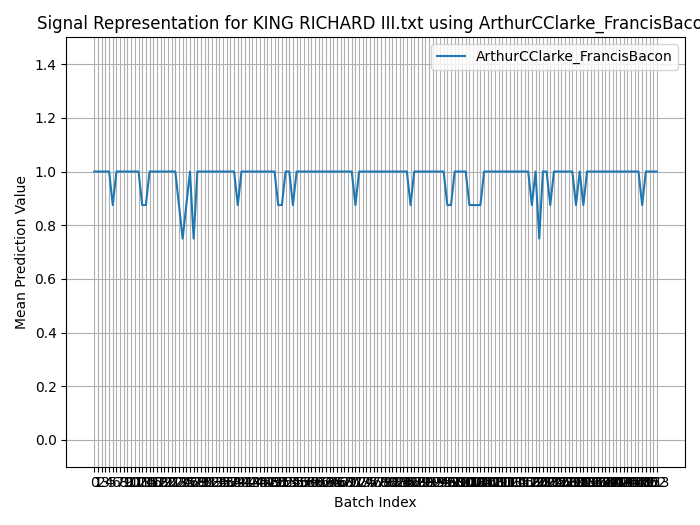 Signal Representation for KING RICHARD III.txt using ArthurCClarke_FrancisBaco
ArthurCClarke_FrancisBacon
1.4
1.2
1.0
0.8
0.6
0.4
0.2
0.0
Mean Prediction Value
Batch Index